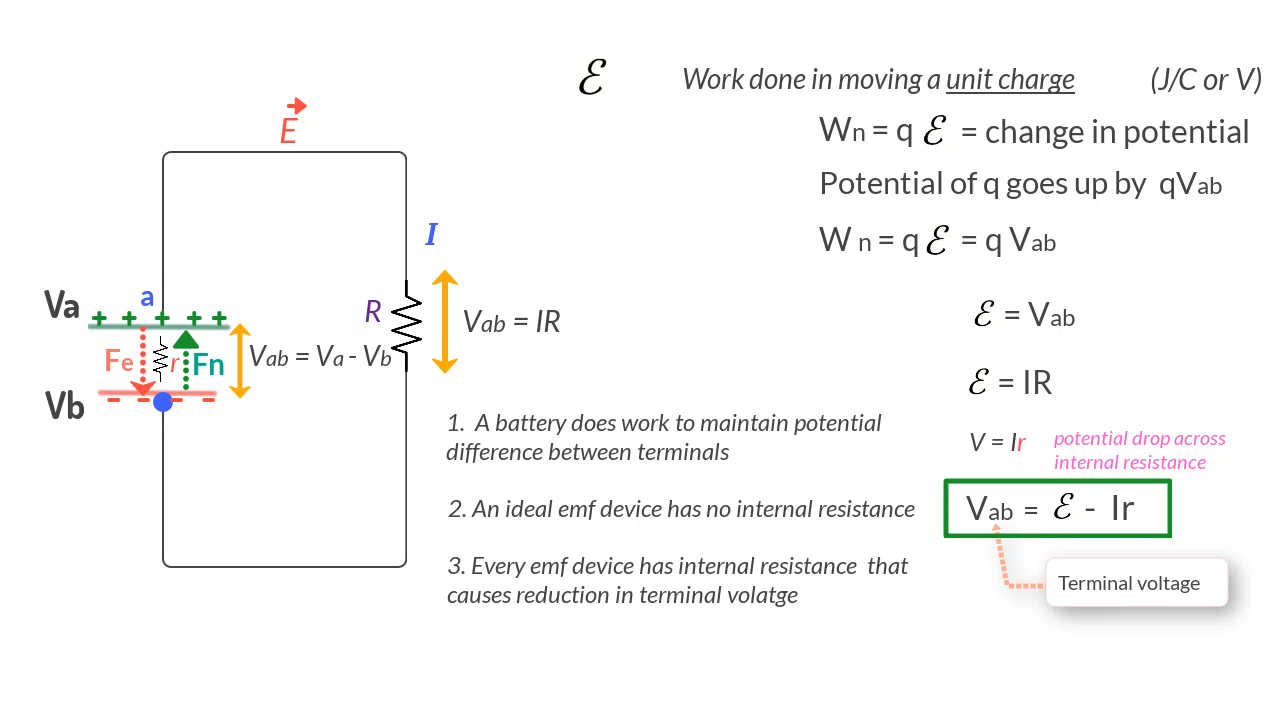 ℰ Work done in moving a unit charge (J/C or V)
Wn = q ℰ = change in potential
Potential of q goes up by qVab
W n = q ℰ = q Vab
E
I
Va
a
+ + + + +
R
Vab = IR
Fe
r
Fn
Vab = Va - Vb
Vb
- - - -
ℰ = Vab
ℰ = IR
V = Ir
potential drop across
internal resistance
Vab = ℰ - Ir
Terminal voltage
1. A battery does work to maintain potential
difference between terminals
2. An ideal emf device has no internal resistance
3. Every emf device has internal resistance that
causes reduction in terminal volatge